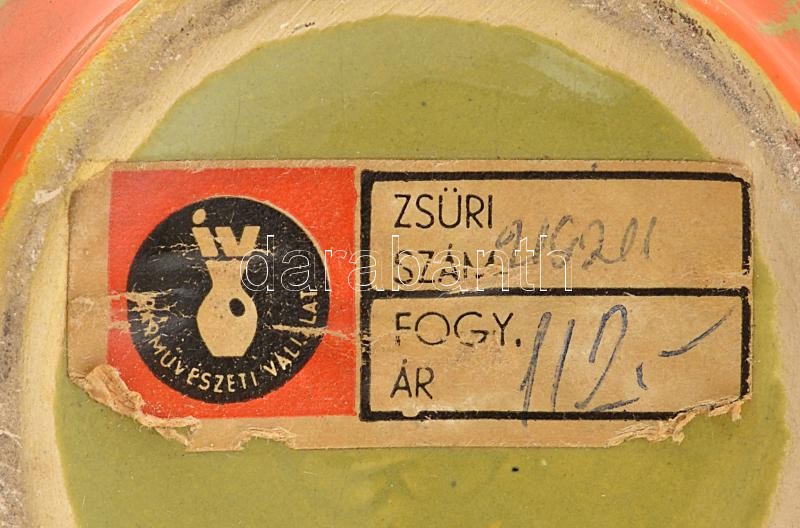 iv
IPARMŰVÉSZETI VÁLLALAT
ZSÜRI
SZÁM
FOGY. 112.-
ÁR
darabanth